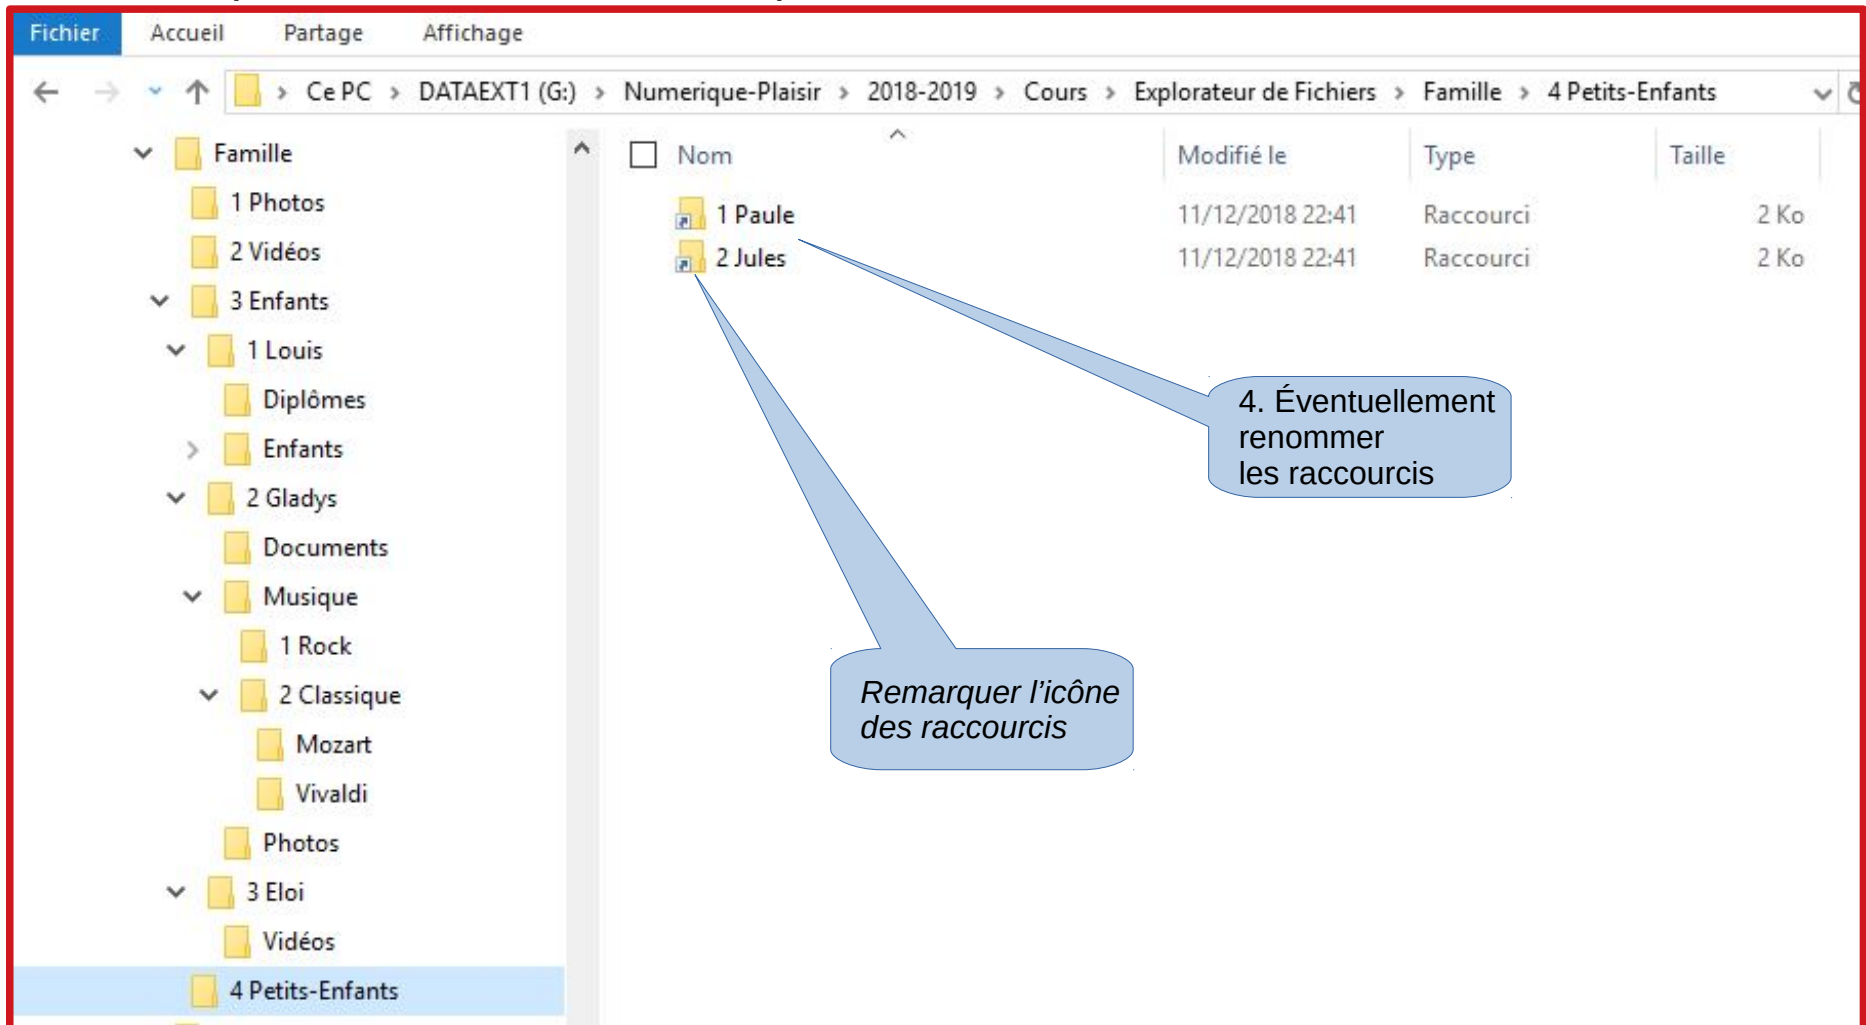 Fichier Accueil Partage Affichage
Ce PC > DATAEXT1 (G:) > Numerique-Plaisir > 2018-2019 > Cours > Explorateur de Fichiers > Famille > 4 Petits-Enfants
Nom Modifié le Type Taille
1 Paule 11/12/2018 22:41 Raccourci 2 Ko
2 Jules 11/12/2018 22:41 Raccourci 2 Ko
Famille
1 Photos
2 Vidéos
3 Enfants
1 Louis
Diplômes
Enfants
2 Gladys
Documents
Musique
1 Rock
2 Classique
Mozart
Vivaldi
Photos
3 Eloi
Vidéos
4 Petits-Enfants
4. Éventuellement
renommer
les raccourcis
Remarquer l’icône
des raccourcis